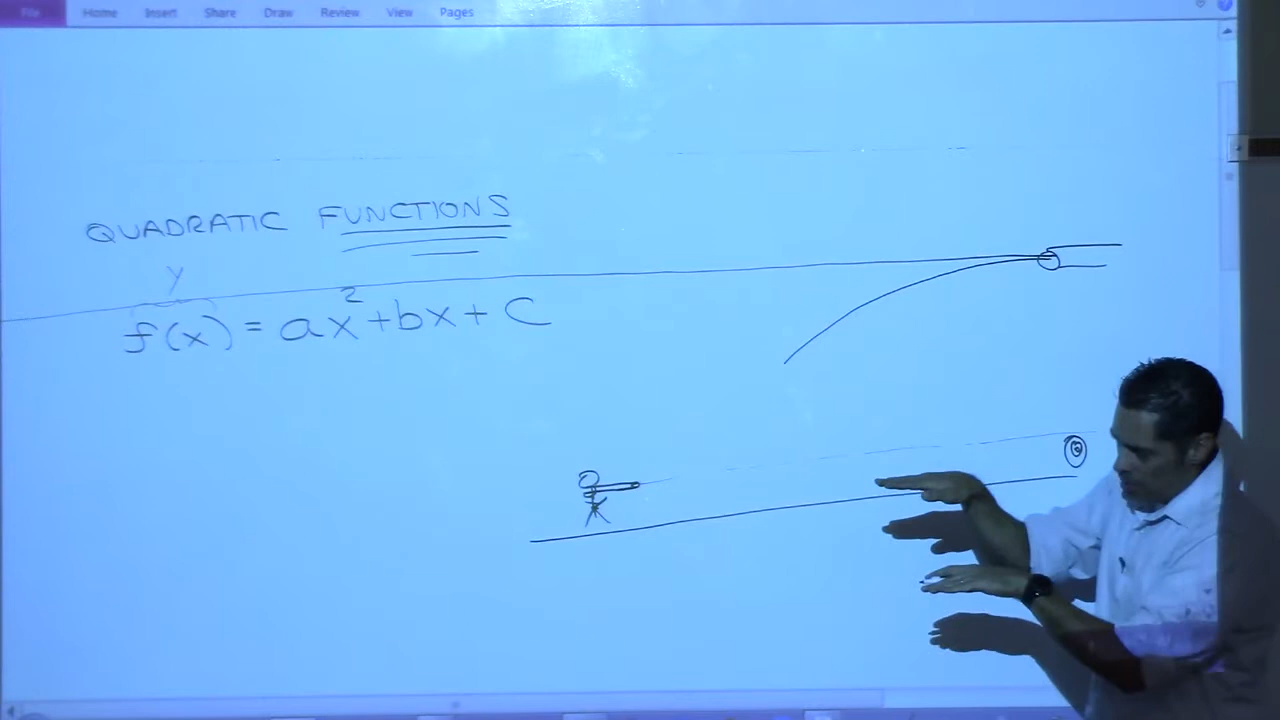 File Home Insert Share Draw Review View Pages
QUADRATIC FUNCTIONS
y
f(x) = ax²+bx+c